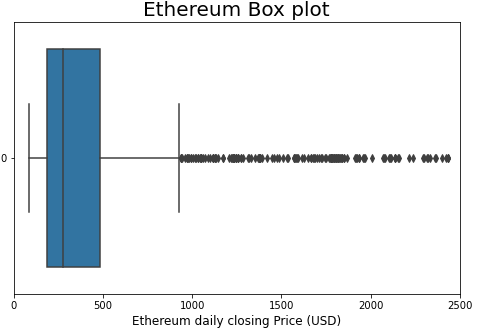 Ethereum Box plot
0
0 500 1000 1500 2000 2500
Ethereum daily closing Price (USD)